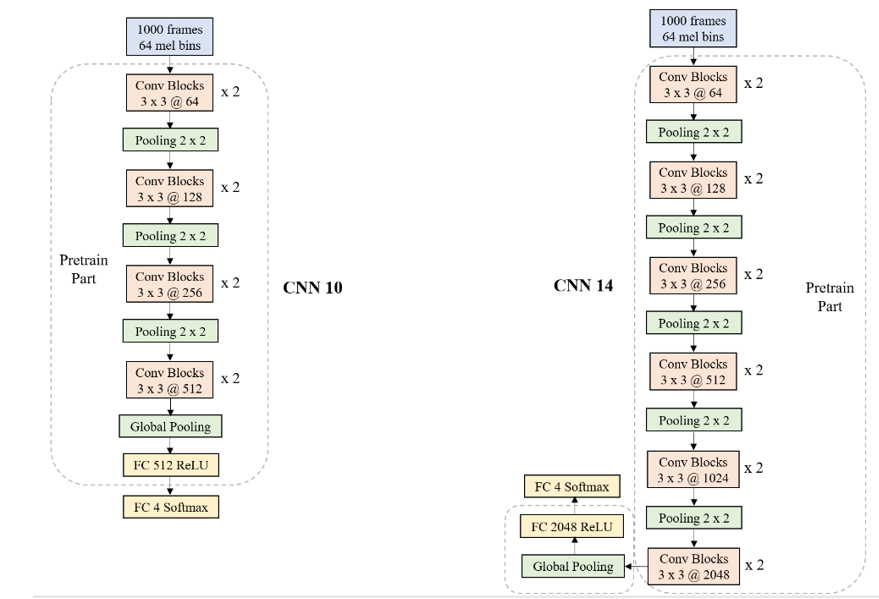 1000 frames
64 mel bins
Conv Blocks
3 x 3 @ 64
x 2
Pooling 2 x 2
Conv Blocks
3 x 3 @ 128
x 2
Pooling 2 x 2
Pretrain
Part
Conv Blocks
3 x 3 @ 256
x 2
CNN 10
Pooling 2 x 2
Conv Blocks
3 x 3 @ 512
x 2
Global Pooling
FC 512 ReLU
FC 4 Softmax
1000 frames
64 mel bins
Conv Blocks
3 x 3 @ 64
x 2
Pooling 2 x 2
Conv Blocks
3 x 3 @ 128
x 2
Pooling 2 x 2
CNN 14
Conv Blocks
3 x 3 @ 256
x 2
Pretrain
Part
Pooling 2 x 2
Conv Blocks
3 x 3 @ 512
x 2
Pooling 2 x 2
Conv Blocks
3 x 3 @ 1024
x 2
Pooling 2 x 2
Conv Blocks
3 x 3 @ 2048
x 2
Global Pooling
FC 2048 ReLU
FC 4 Softmax